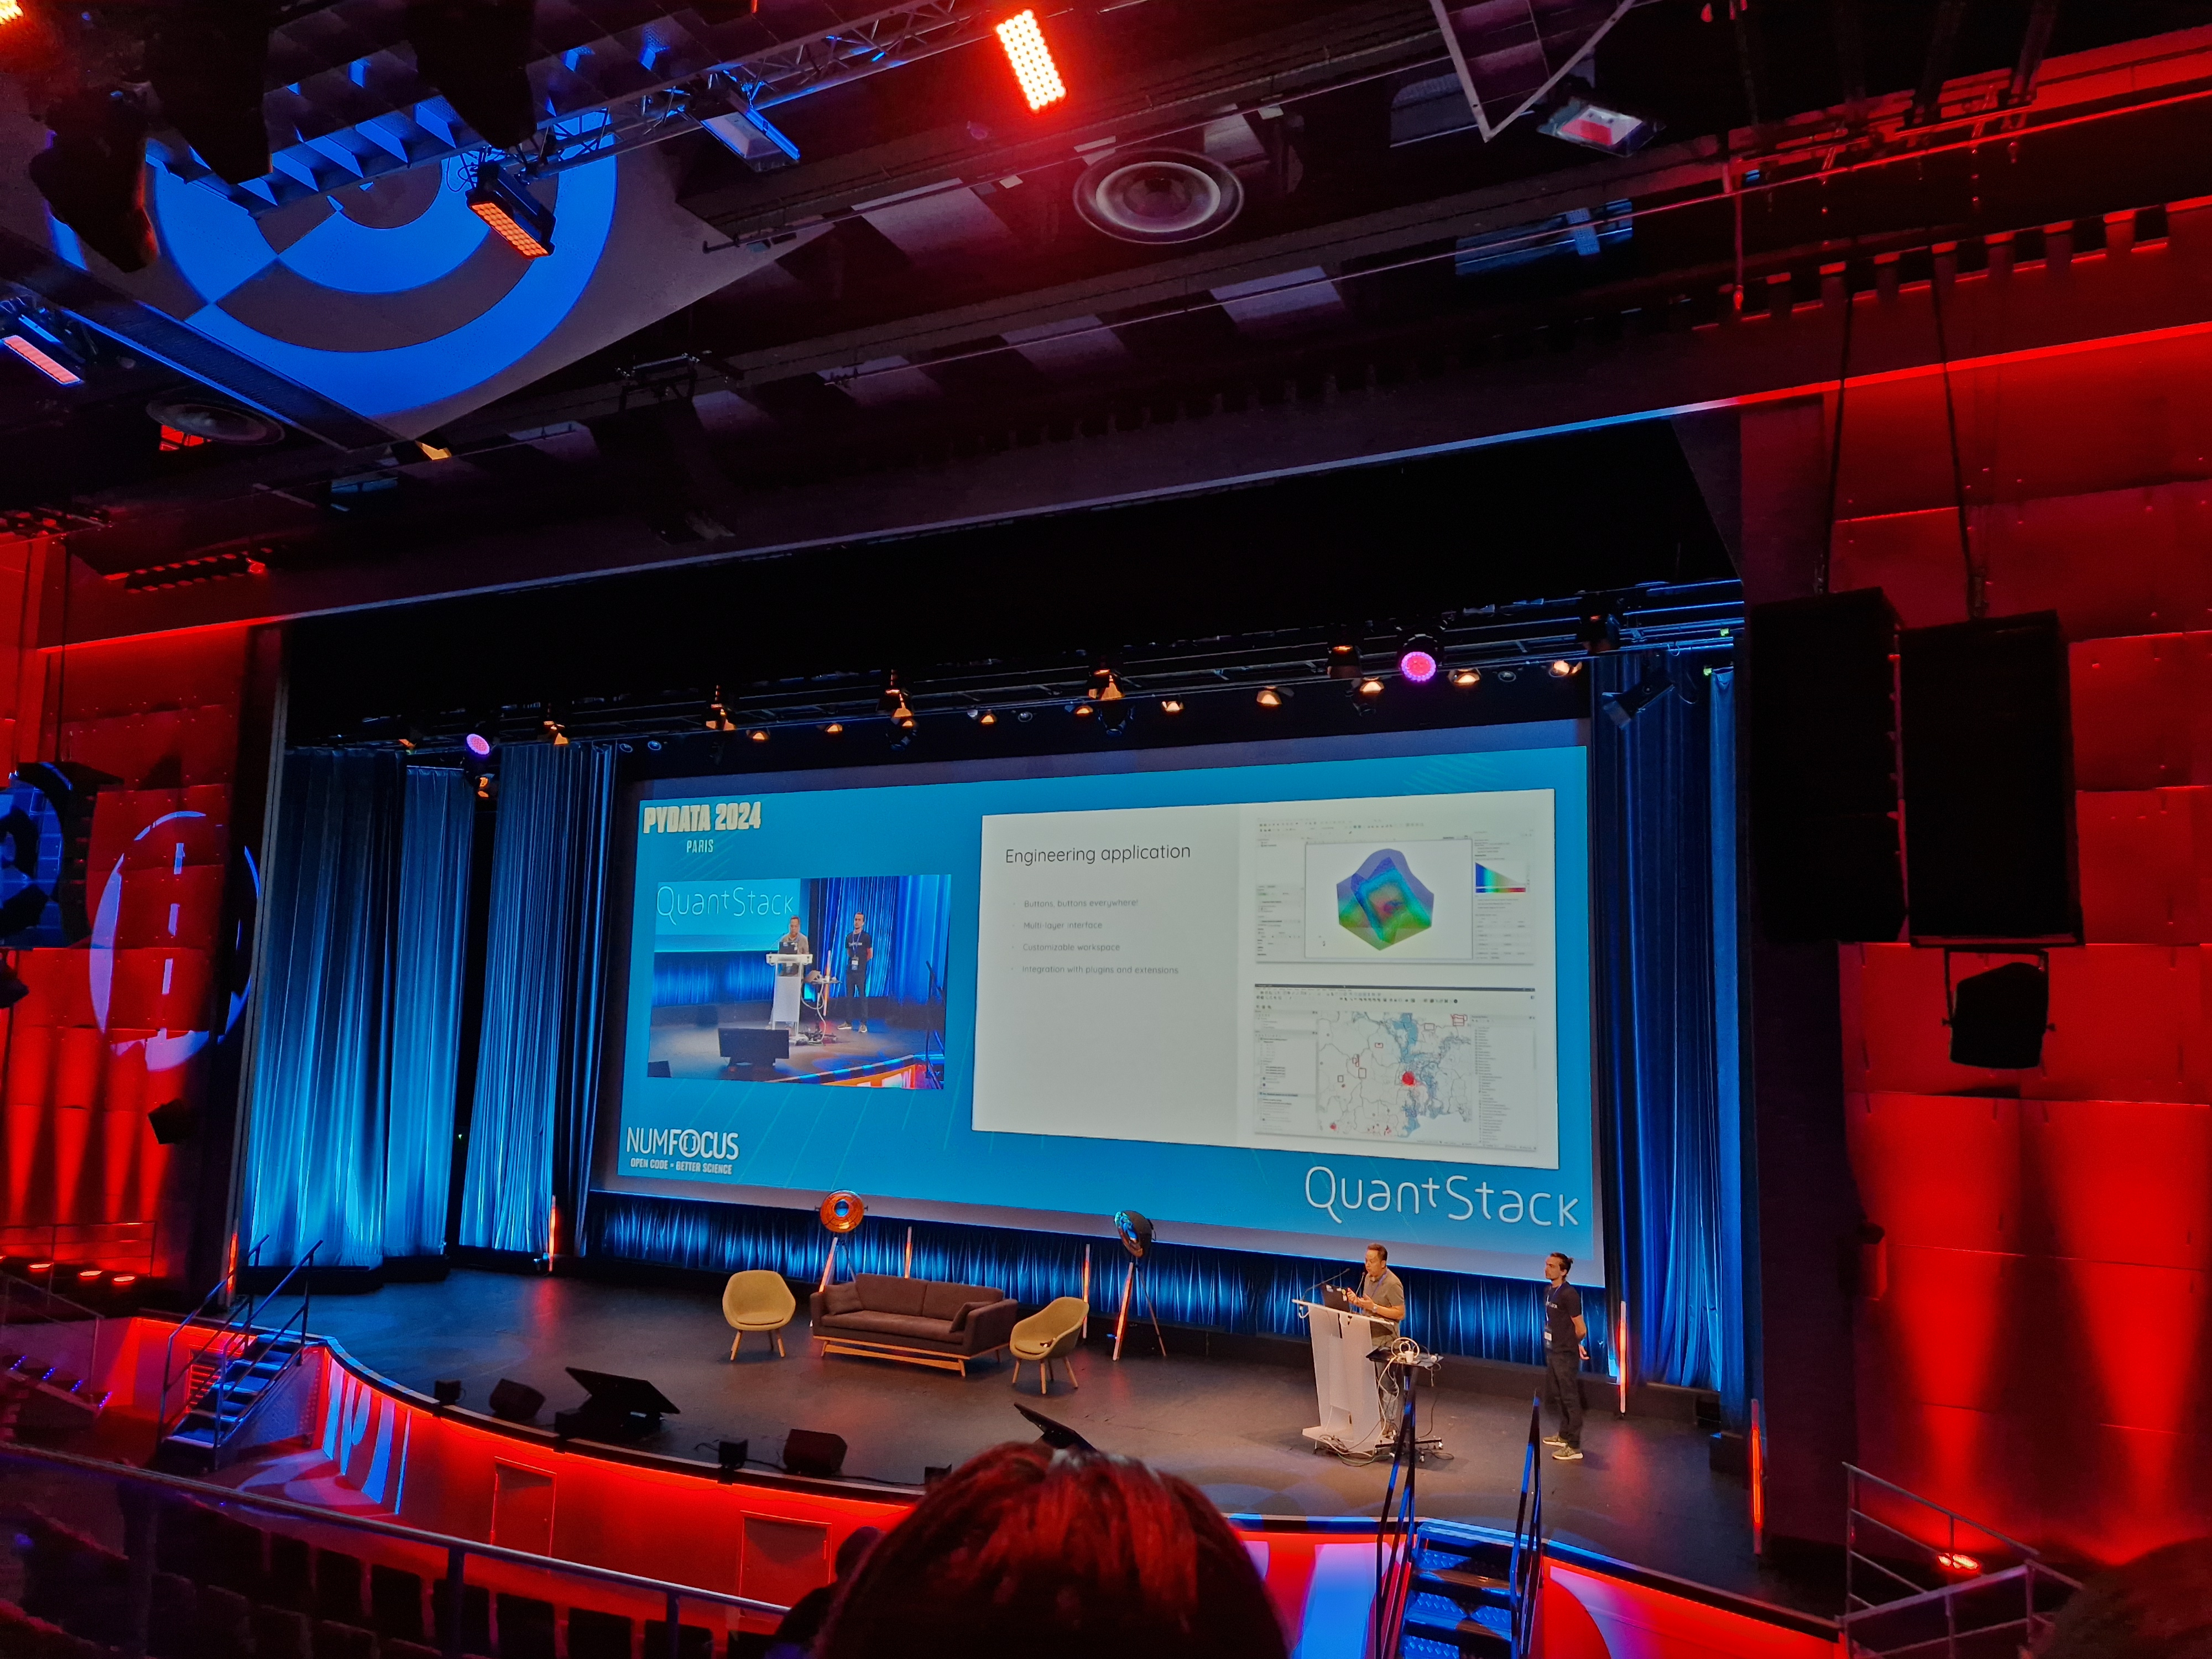 PYDATA 2024
PARIS
QuantStack
NUMFOCUS
OPEN CODE = BETTER SCIENCE
Engineering application
Buttons, buttons everywhere!
Multi-layer interface
Customizable workspace
Integration with plugins and extensions
QuantStack